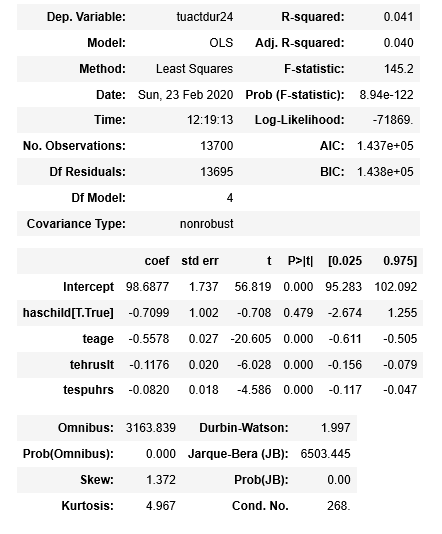 Dep. Variable: tuactdur24 R-squared: 0.041
Model: OLS Adj. R-squared: 0.040
Method: Least Squares F-statistic: 145.2
Date: Sun, 23 Feb 2020 Prob (F-statistic): 8.94e-122
Time: 12:19:13 Log-Likelihood: -71869.
No. Observations: 13700 AIC: 1.437e+05
Df Residuals: 13695 BIC: 1.438e+05
Df Model: 4
Covariance Type: nonrobust
coef std err t P>|t| [0.025 0.975]
Intercept 98.6877 1.737 56.819 0.000 95.283 102.092
haschild[T.True] -0.7099 1.002 -0.708 0.479 -2.674 1.255
teage -0.5578 0.027 -20.605 0.000 -0.611 -0.505
tehruslt -0.1176 0.020 -6.028 0.000 -0.156 -0.079
tespuhrs -0.0820 0.018 -4.586 0.000 -0.117 -0.047
Omnibus: 3163.839 Durbin-Watson: 1.997
Prob(Omnibus): 0.000 Jarque-Bera (JB): 6503.445
Skew: 1.372 Prob(JB): 0.00
Kurtosis: 4.967 Cond. No. 268.